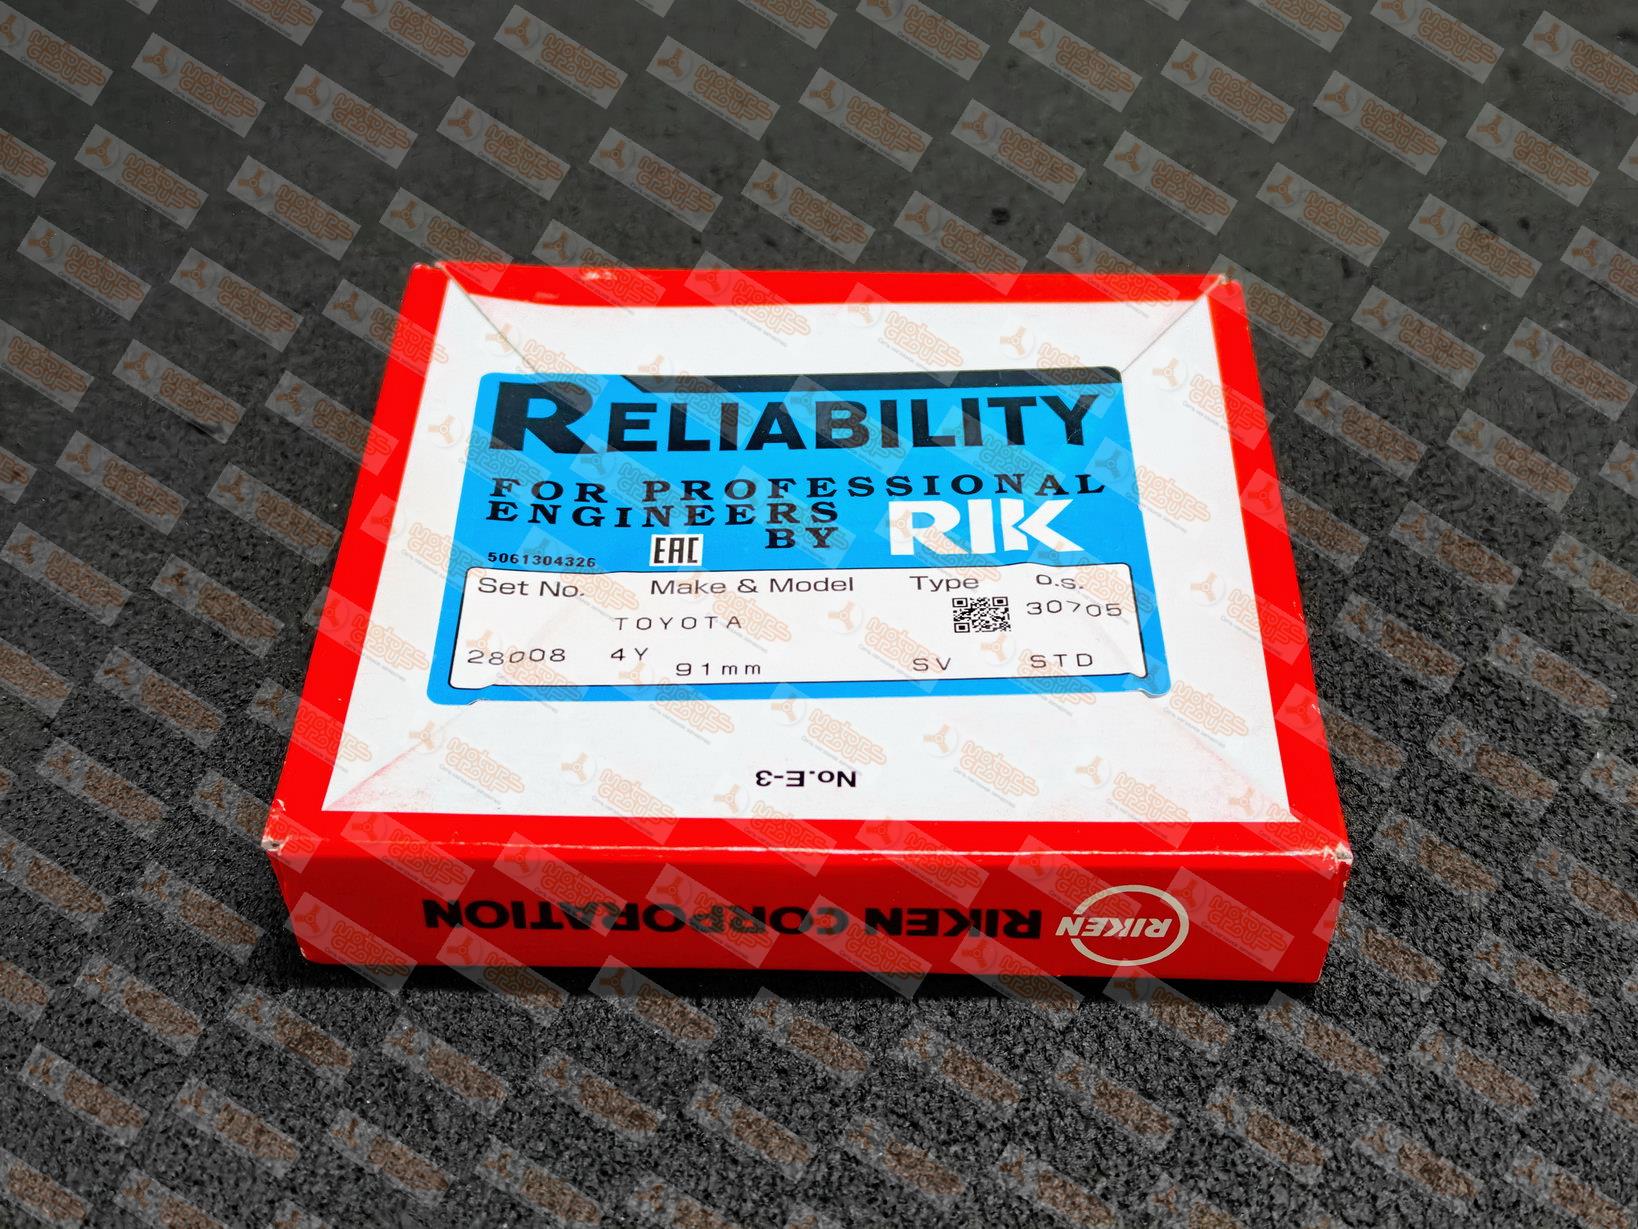 RELIABILITY
FOR PROFESSIONAL
ENGINEERS
BY RIK
5061304326 EAC
Set No. Make & Model Type O.S.
TOYOTA 30705
28008 4Y 91mm SV STD
No.E-3
RIKEN CORPORATION RIKEN